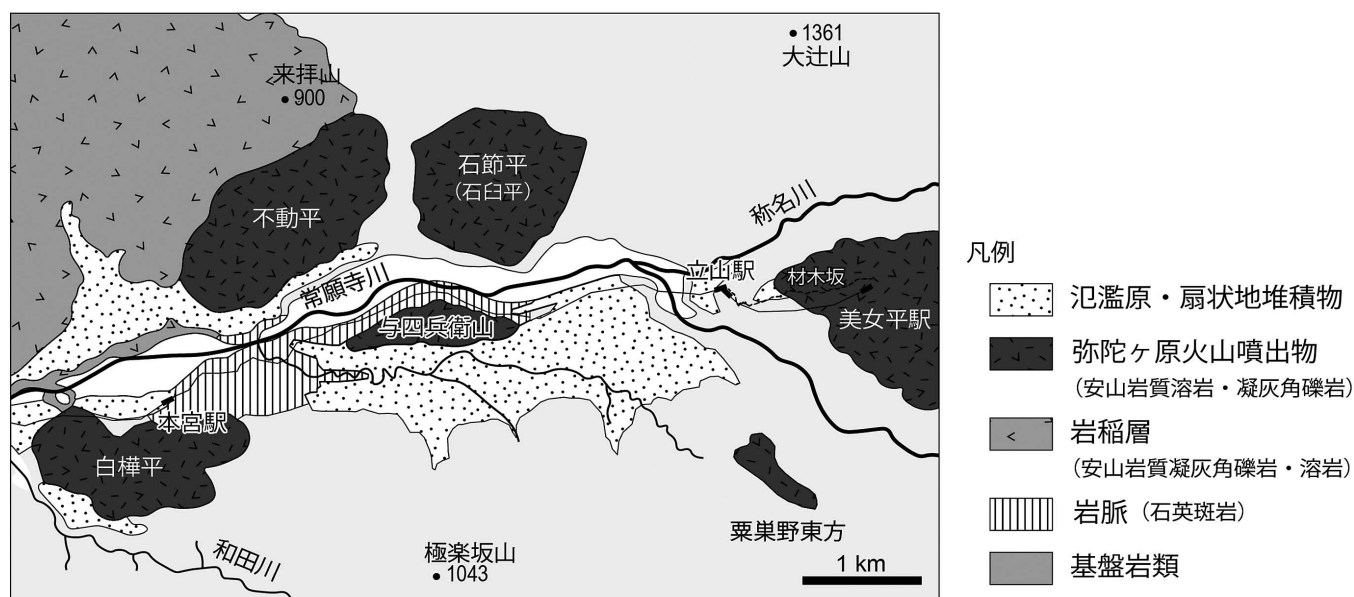 1361
大辻山
来拝山
900
石節平
（石臼平）
不動平
称名川
立山駅
材木坂
常願寺川
美女平駅
与四兵衛山
本宮駅
白樺平
粟巣野東方
和田川
極楽坂山
1043
1 km
凡例
氾濫原・扇状地堆積物
弥陀ヶ原火山噴出物
（安山岩質溶岩・凝灰角礫岩）
岩稲層
（安山岩質凝灰角礫岩・溶岩）
岩脈（石英斑岩）
基盤岩類